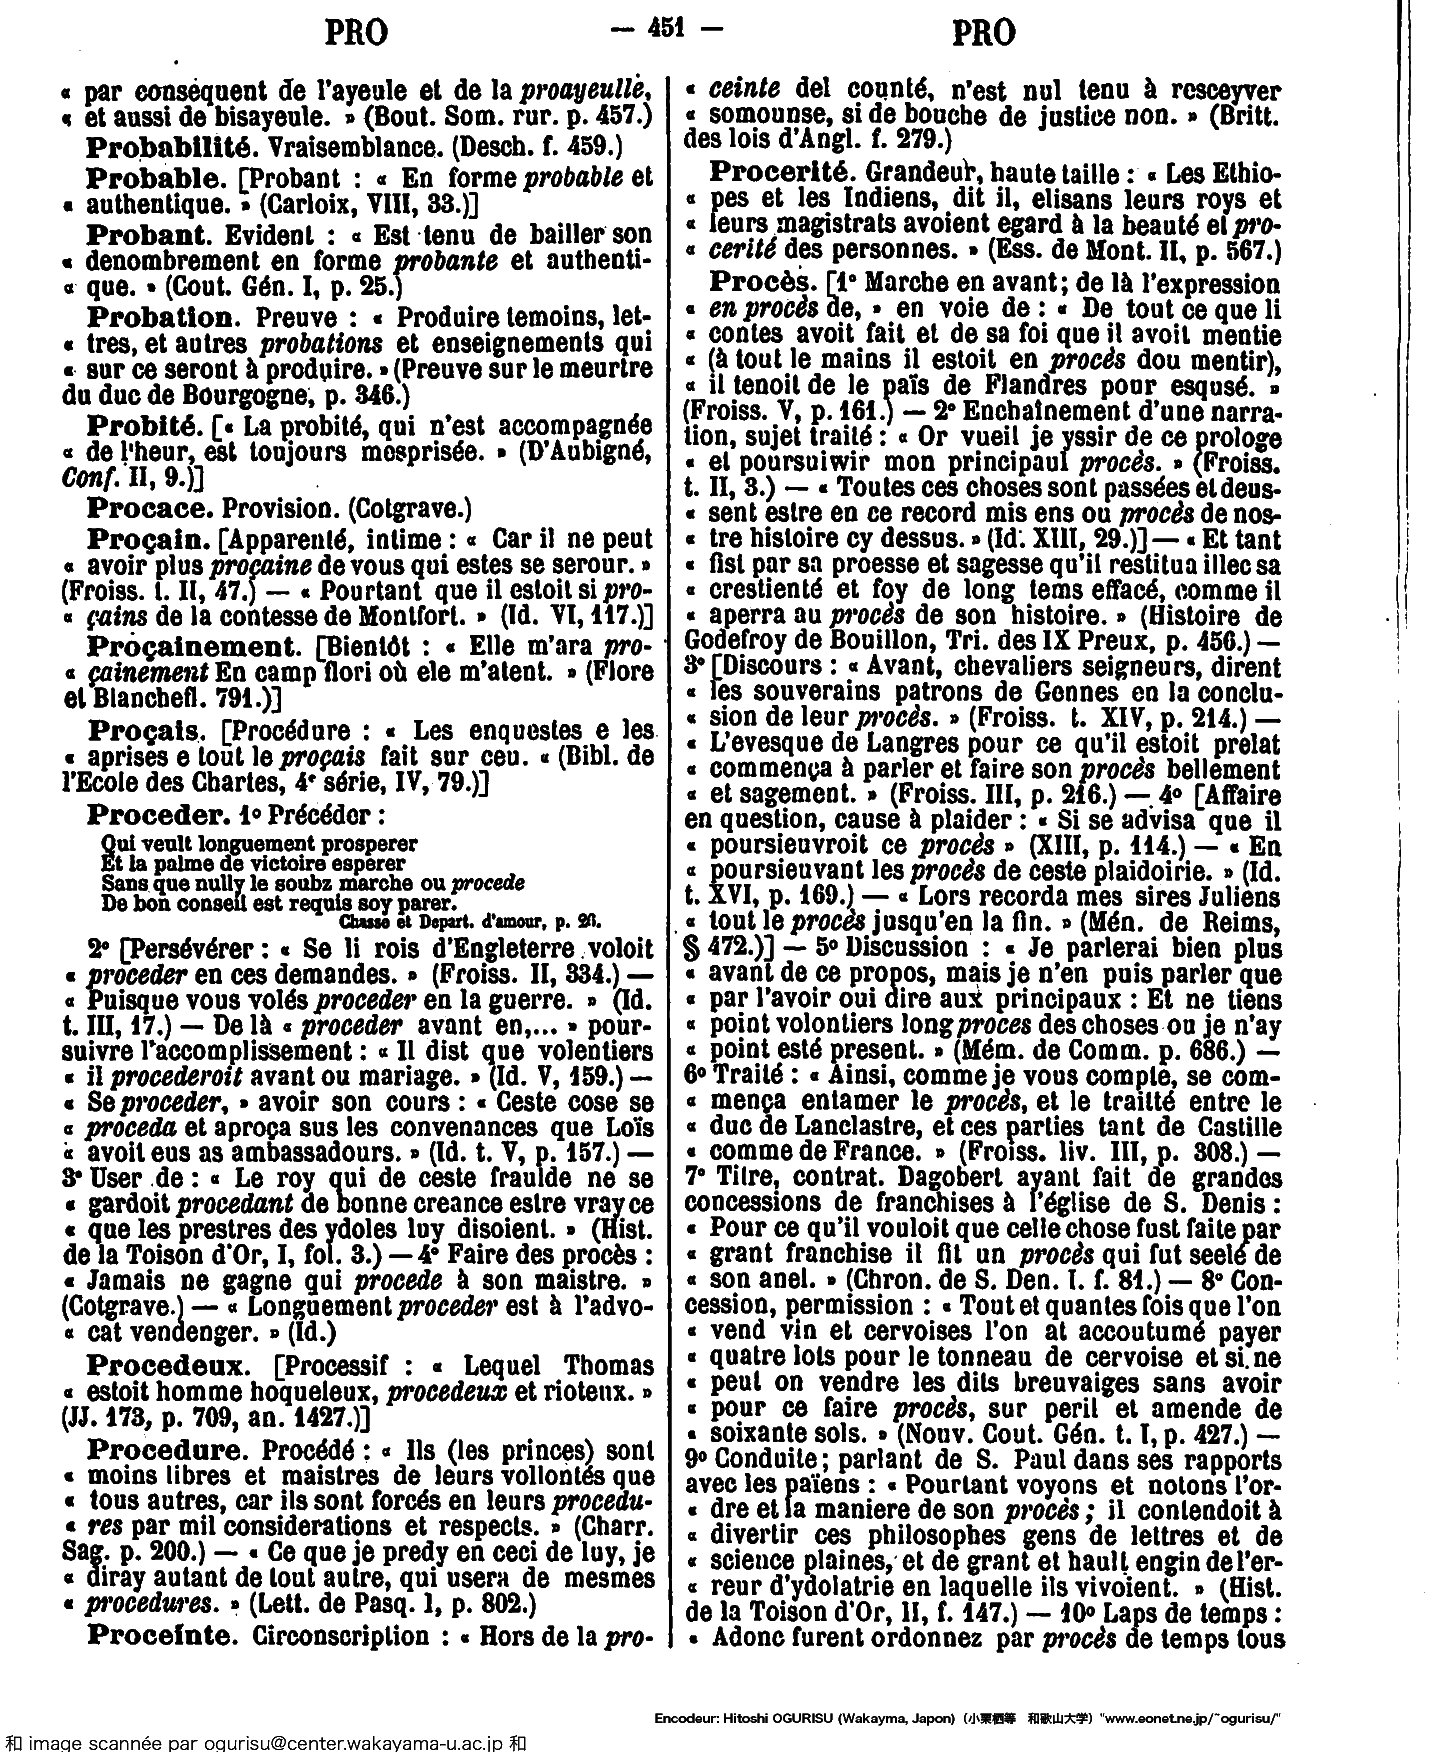 PRO — 451 — PRO
« par conséquent de l'ayeule et de la proayeulle,
« et aussi de bisayeule. » (Bout. Som. rur. p. 457.)
Probabilité. Vraisemblance. (Desch. f. 459.)
Probable. [Probant : « En forme probable et
« authentique. » (Carloix, VIII, 33.)]
Probant. Evident : « Est tenu de bailler son
« denombrement en forme probante et authenti-
« que. » (Cout. Gén. I, p. 25.)
Probation. Preuve : « Produire temoins, let-
« tres, et autres probations et enseignements qui
« sur ce seront à produire. » (Preuve sur le meurtre
du duc de Bourgogne, p. 346.)
Probité. [« La probité, qui n'est accompagnée
« de l'heur, est toujours mesprisée. » (D'Aubigné,
Conf. II, 9.)]
Procace. Provision. (Cotgrave.)
Proçain. [Apparenté, intime : « Car il ne peut
« avoir plus proçaine de vous qui estes se serour. »
(Froiss. t. II, 47.) — « Pourtant que il estoit si pro-
« çains de la contesse de Montfort. » (Id. VI, 117.)]
Proçainement. [Bientôt : « Elle m'ara pro-
« çainement En camp flori où ele m'atent. » (Flore
et Blanchefl. 791.)]
Proçais. [Procédure : « Les enquestes e les
« aprises e tout le proçais fait sur ceu. « (Bibl. de
l'Ecole des Chartes, 4e série, IV, 79.)]
Proceder. 1o Précéder :
Qui veult longuement prosperer
Et la palme de victoire esperer
Sans que nully le soubz marche ou procede
De bon conseil est requis soy parer.
Chasse et Depart. d'amour, p. 26.
2o [Persévérer : « Se li rois d'Engleterre voloit
« proceder en ces demandes. » (Froiss. II, 334.) —
« Puisque vous volés proceder en la guerre. » (Id.
t. III, 17.) — De là « proceder avant en,... » pour-
suivre l'accomplissement : « Il dist que volentiers
« il procederoit avant ou mariage. » (Id. V, 159.) —
« Se proceder, » avoir son cours : « Ceste cose se
« proceda et aproça sus les convenances que Loïs
« avoit eus as ambassadours. » (Id. t. V, p. 157.) —
3o User de : « Le roy qui de ceste fraulde ne se
« gardoit procedant de bonne creance estre vray ce
« que les prestres des ydoles luy disoient. » (Hist.
de la Toison d'Or, I, fol. 3.) — 4o Faire des procès :
« Jamais ne gagne qui procede à son maistre. »
(Cotgrave.) — « Longuement proceder est à l'advo-
« cat vendenger. » (Id.)
Procedeux. [Processif : « Lequel Thomas
« estoit homme hoqueleux, procedeux et rioteux. »
(JJ. 173, p. 709, an. 1427.)]
Procedure. Procédé : « Ils (les princes) sont
« moins libres et maistres de leurs vollontés que
« tous autres, car ils sont forcés en leurs procedu-
« res par mil considerations et respects. » (Charr.
Sag. p. 200.) — « Ce que je predy en ceci de luy, je
« diray autant de tout autre, qui usera de mesmes
« procedures. » (Lett. de Pasq. I, p. 802.)
Proceinte. Circonscription : « Hors de la pro-
« ceinte del counté, n'est nul tenu à resceyver
« somounse, si de bouche de justice non. » (Britt.
des lois d'Angl. f. 279.)
Procerité. Grandeur, haute taille : « Les Ethio-
« pes et les Indiens, dit il, elisans leurs roys et
« leurs magistrats avoient egard à la beauté et pro-
« cerité des personnes. » (Ess. de Mont. II, p. 567.)
Procès. [1o Marche en avant ; de là l'expression
« en procès de, » en voie de : « De tout ce que li
« contes avoit fait et de sa foi que il avoit mentie
« (à tout le mains il estoit en procès dou mentir),
« il tenoit de le païs de Flandres pour esqusé. »
(Froiss. V, p. 161.) — 2o Enchaînement d'une narra-
tion, sujet traité : « Or vueil je yssir de ce prologe
« et poursuiwir mon principaul procès. » (Froiss.
t. II, 3.) — « Toutes ces choses sont passées et deus-
« sent estre en ce record mis ens ou procès de nos-
« tre histoire cy dessus. » (Id. XIII, 29.)] — « Et tant
« fist par sa proesse et sagesse qu'il restitua illec sa
« crestienté et foy de long tems effacé, comme il
« aperra au procès de son histoire. » (Histoire de
Godefroy de Bouillon, Tri. des IX Preux, p. 456.) —
3o [Discours : « Avant, chevaliers seigneurs, dirent
« les souverains patrons de Gennes en la conclu-
« sion de leur procès. » (Froiss. t. XIV, p. 214.) —
« L'evesque de Langres pour ce qu'il estoit prelat
« commença à parler et faire son procès bellement
« et sagement. » (Froiss. III, p. 216.) — 4o [Affaire
en question, cause à plaider : « Si se advisa que il
« poursieuvroit ce procès » (XIII, p. 114.) — « En
« poursieuvant les procès de ceste plaidoirie. » (Id.
t. XVI, p. 169.) — « Lors recorda mes sires Juliens
« tout le procès jusqu'en la fin. » (Mén. de Reims,
§ 472.)] — 5o Discussion : « Je parlerai bien plus
« avant de ce propos, mais je n'en puis parler que
« par l'avoir oui dire aux principaux : Et ne tiens
« point volontiers long proces des choses ou je n'ay
« point esté present. » (Mém. de Comm. p. 686.) —
6o Traité : « Ainsi, comme je vous compte, se com-
« mença entamer le procès, et le traitté entre le
« duc de Lanclastre, et ces parties tant de Castille
« comme de France. » (Froiss. liv. III, p. 308.) —
7o Titre, contrat. Dagobert ayant fait de grandes
concessions de franchises à l'église de S. Denis :
« Pour ce qu'il vouloit que celle chose fust faite par
« grant franchise il fit un procès qui fut seelé de
« son anel. » (Chron. de S. Den. I. f. 81.) — 8o Con-
cession, permission : « Tout et quantes fois que l'on
« vend vin et cervoises l'on at accoutumé payer
« quatre lots pour le tonneau de cervoise et si ne
« peut on vendre les dits breuvaiges sans avoir
« pour ce faire procès, sur peril et amende de
« soixante sols. » (Nouv. Cout. Gén. t. I, p. 427.) —
9o Conduite ; parlant de S. Paul dans ses rapports
avec les païens : « Pourtant voyons et notons l'or-
« dre et la maniere de son procès ; il contendoit à
« divertir ces philosophes gens de lettres et de
« science plaines, et de grant et hault engin de l'er-
« reur d'ydolatrie en laquelle ils vivoient. » (Hist.
de la Toison d'Or, II, f. 147.) — 10o Laps de temps :
« Adonc furent ordonnez par procès de temps tous
Encodeur: Hitoshi OGURISU (Wakayma, Japon) (小栗栖等 和歌山大学) "www.eonet.ne.jp/~ogurisu/"
和 image scannée par ogurisu@center.wakayama-u.ac.jp 和